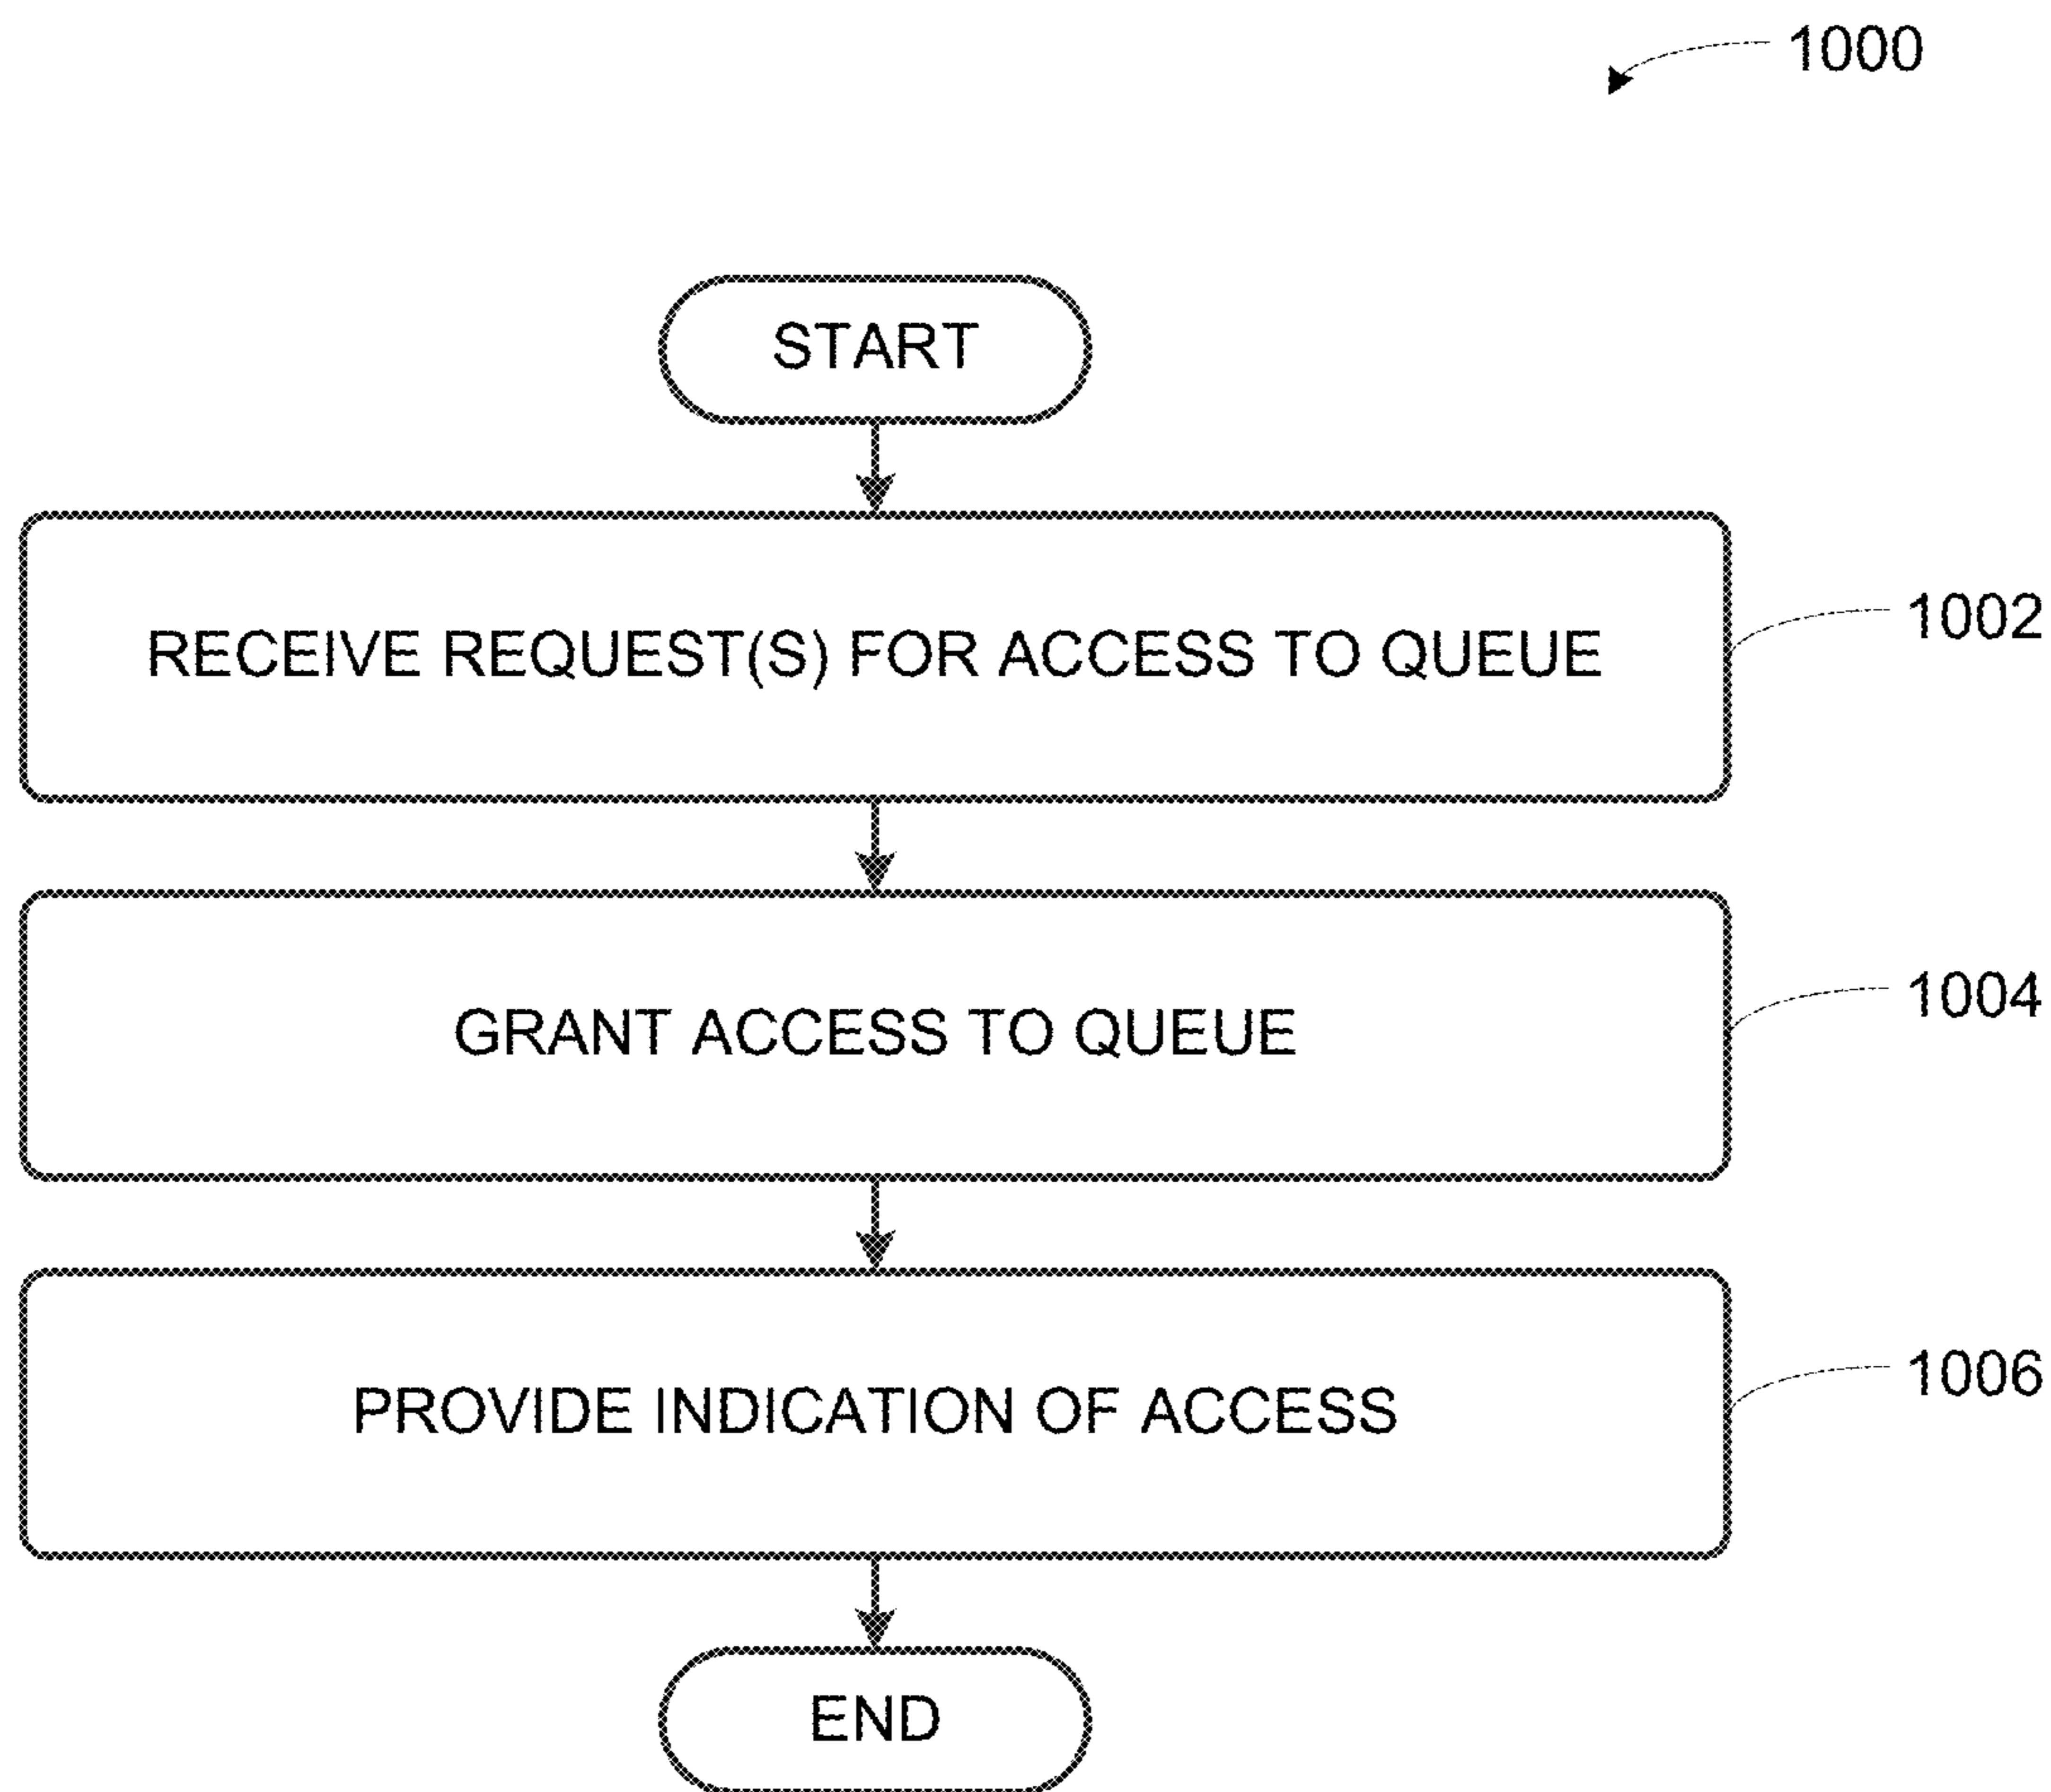 1000
START
RECEIVE REQUEST(S) FOR ACCESS TO QUEUE
1002
GRANT ACCESS TO QUEUE
1004
PROVIDE INDICATION OF ACCESS
1006
END